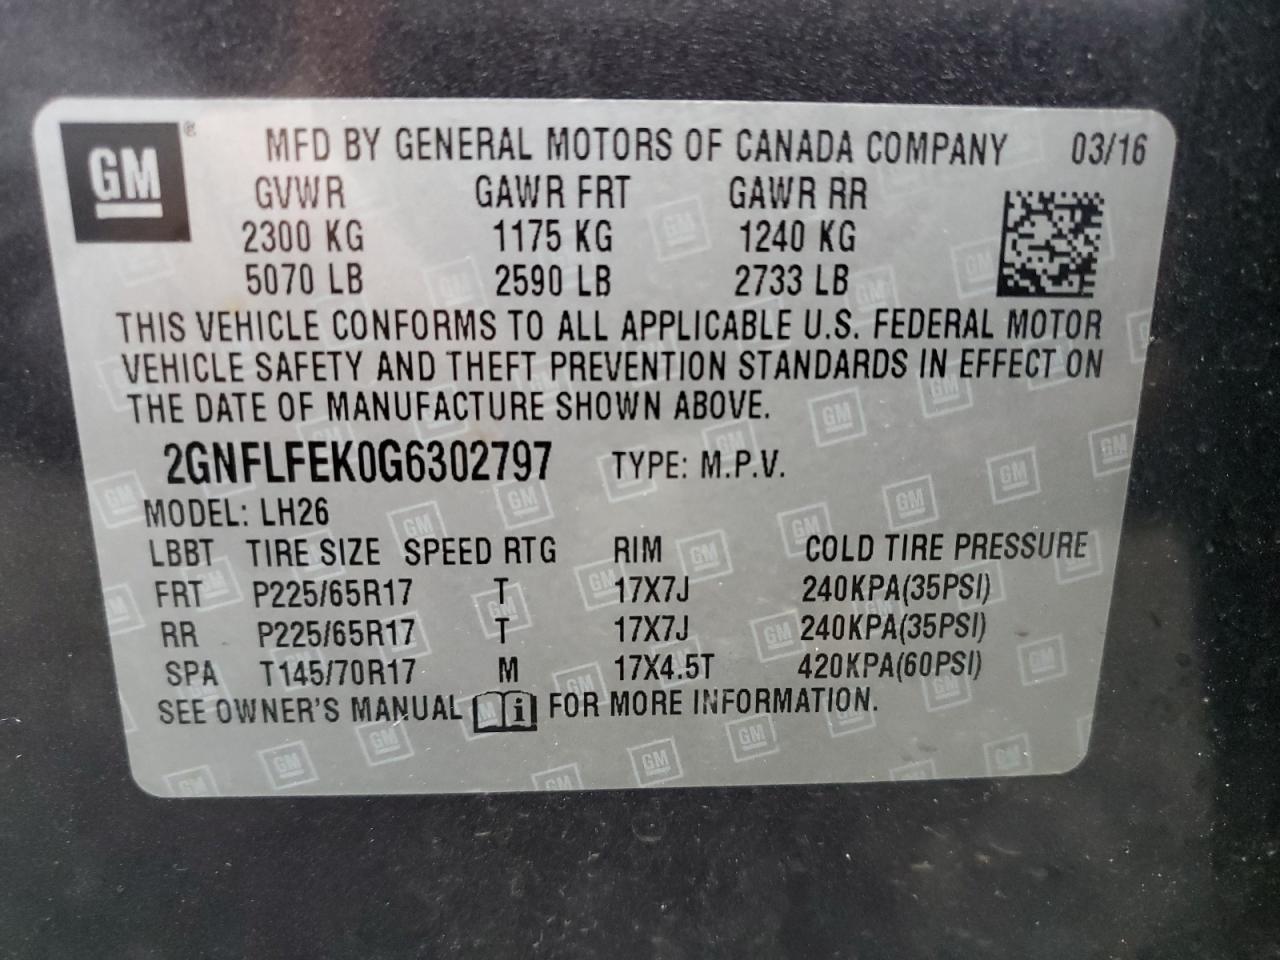 GM ® MFD BY GENERAL MOTORS OF CANADA COMPANY 03/16
GVWR GAWR FRT GAWR RR
2300 KG 1175 KG 1240 KG
5070 LB 2590 LB 2733 LB
THIS VEHICLE CONFORMS TO ALL APPLICABLE U.S. FEDERAL MOTOR
VEHICLE SAFETY AND THEFT PREVENTION STANDARDS IN EFFECT ON
THE DATE OF MANUFACTURE SHOWN ABOVE.
2GNFLFEK0G6302797 TYPE: M.P.V.
MODEL: LH26
LBBT TIRE SIZE SPEED RTG RIM COLD TIRE PRESSURE
FRT P225/65R17 T 17X7J 240KPA(35PSI)
RR P225/65R17 T 17X7J 240KPA(35PSI)
SPA T145/70R17 M 17X4.5T 420KPA(60PSI)
SEE OWNER'S MANUAL i FOR MORE INFORMATION.